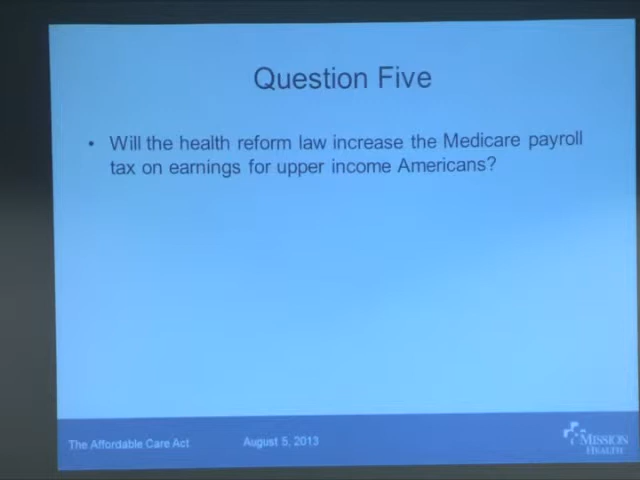 Question Five
• Will the health reform law increase the Medicare payroll
tax on earnings for upper income Americans?
The Affordable Care Act
August 5, 2013
MISSION
HEALTH